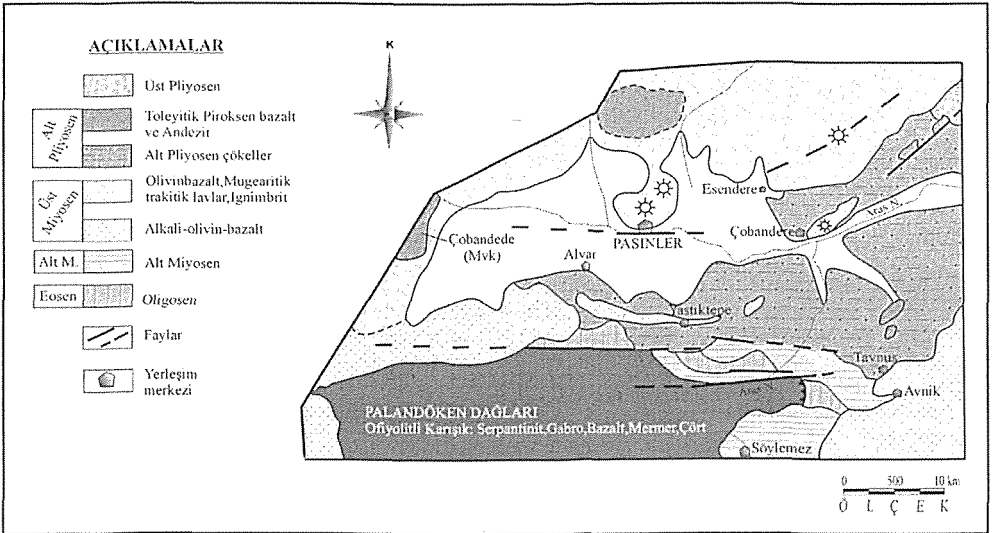 AÇIKLAMALAR
Üst Pliyosen
Alt
Pliyosen
Toleyitik Piroksen bazalt
ve Andezit
Alt Pliyosen çökeller
Üst
Miyosen
Olivinbazalt,Mugearitik
trakitik lavlar,Ignimbrit
Alkali-olivin-bazalt
Alt M.
Alt Miyosen
Eosen
Oligosen
Faylar
Yerleşim
merkezi
K
Esendere
Aras N.
Çobandede
(Mvk)
PASINLER
Çobandere
Alvar
Yastıktepe
Tavnus
Avnik
PALANDÖKEN DAĞLARI
Ofiyolitli Karışık: Serpantinit,Gabro,Bazalt,Mermer,Çört
Söylemez
0 500 10 km
Ö L Ç E K